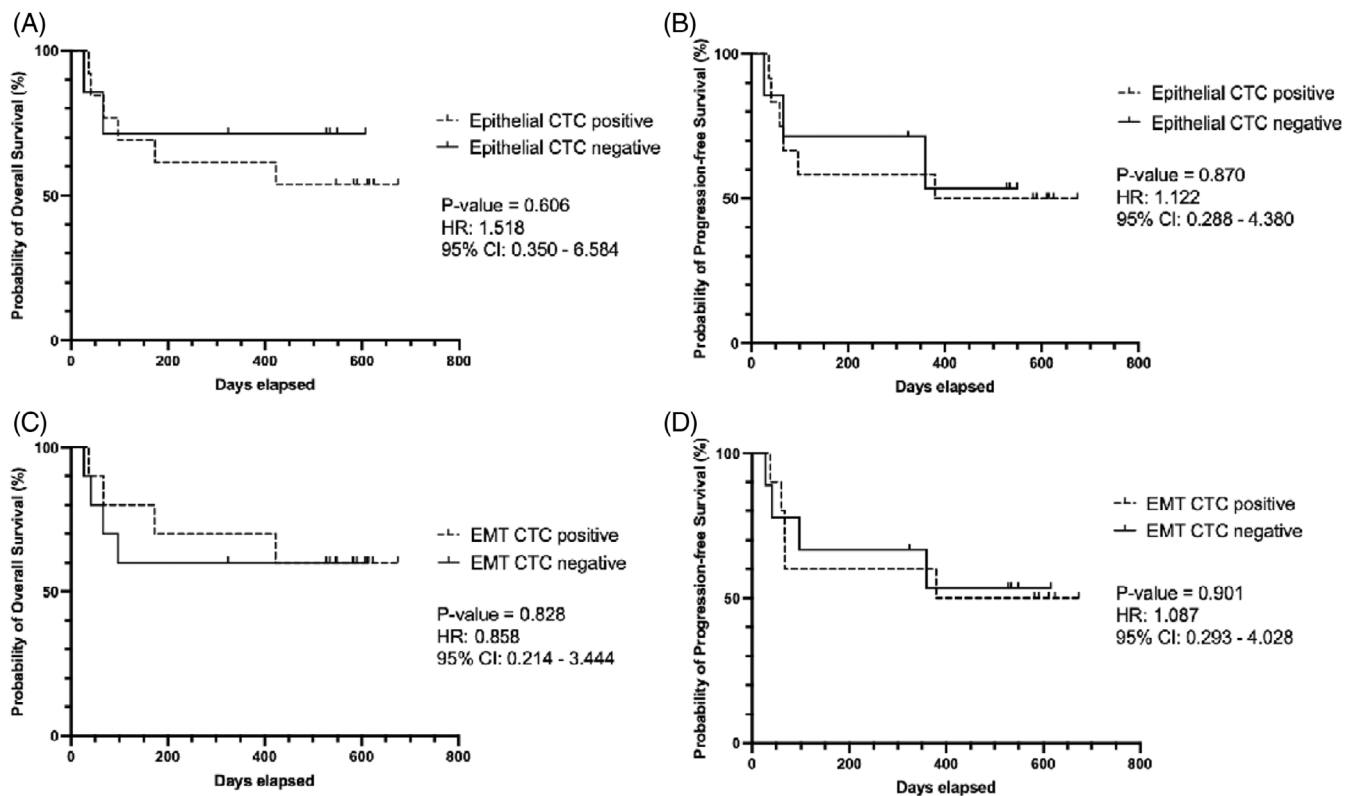 (A)
Probability of Overall Survival (%)
100
50
0
0 200 400 600 800
Days elapsed
Epithelial CTC positive
Epithelial CTC negative
P-value = 0.606
HR: 1.518
95% CI: 0.350 - 6.584
(B)
Probability of Progression-free Survival (%)
100
50
0
0 200 400 600 800
Days elapsed
Epithelial CTC positive
Epithelial CTC negative
P-value = 0.870
HR: 1.122
95% CI: 0.288 - 4.380
(C)
Probability of Overall Survival (%)
100
50
0
0 200 400 600 800
Days elapsed
EMT CTC positive
EMT CTC negative
P-value = 0.828
HR: 0.858
95% CI: 0.214 - 3.444
(D)
Probability of Progression-free Survival (%)
100
50
0
0 200 400 600 800
Days elapsed
EMT CTC positive
EMT CTC negative
P-value = 0.901
HR: 1.087
95% CI: 0.293 - 4.028